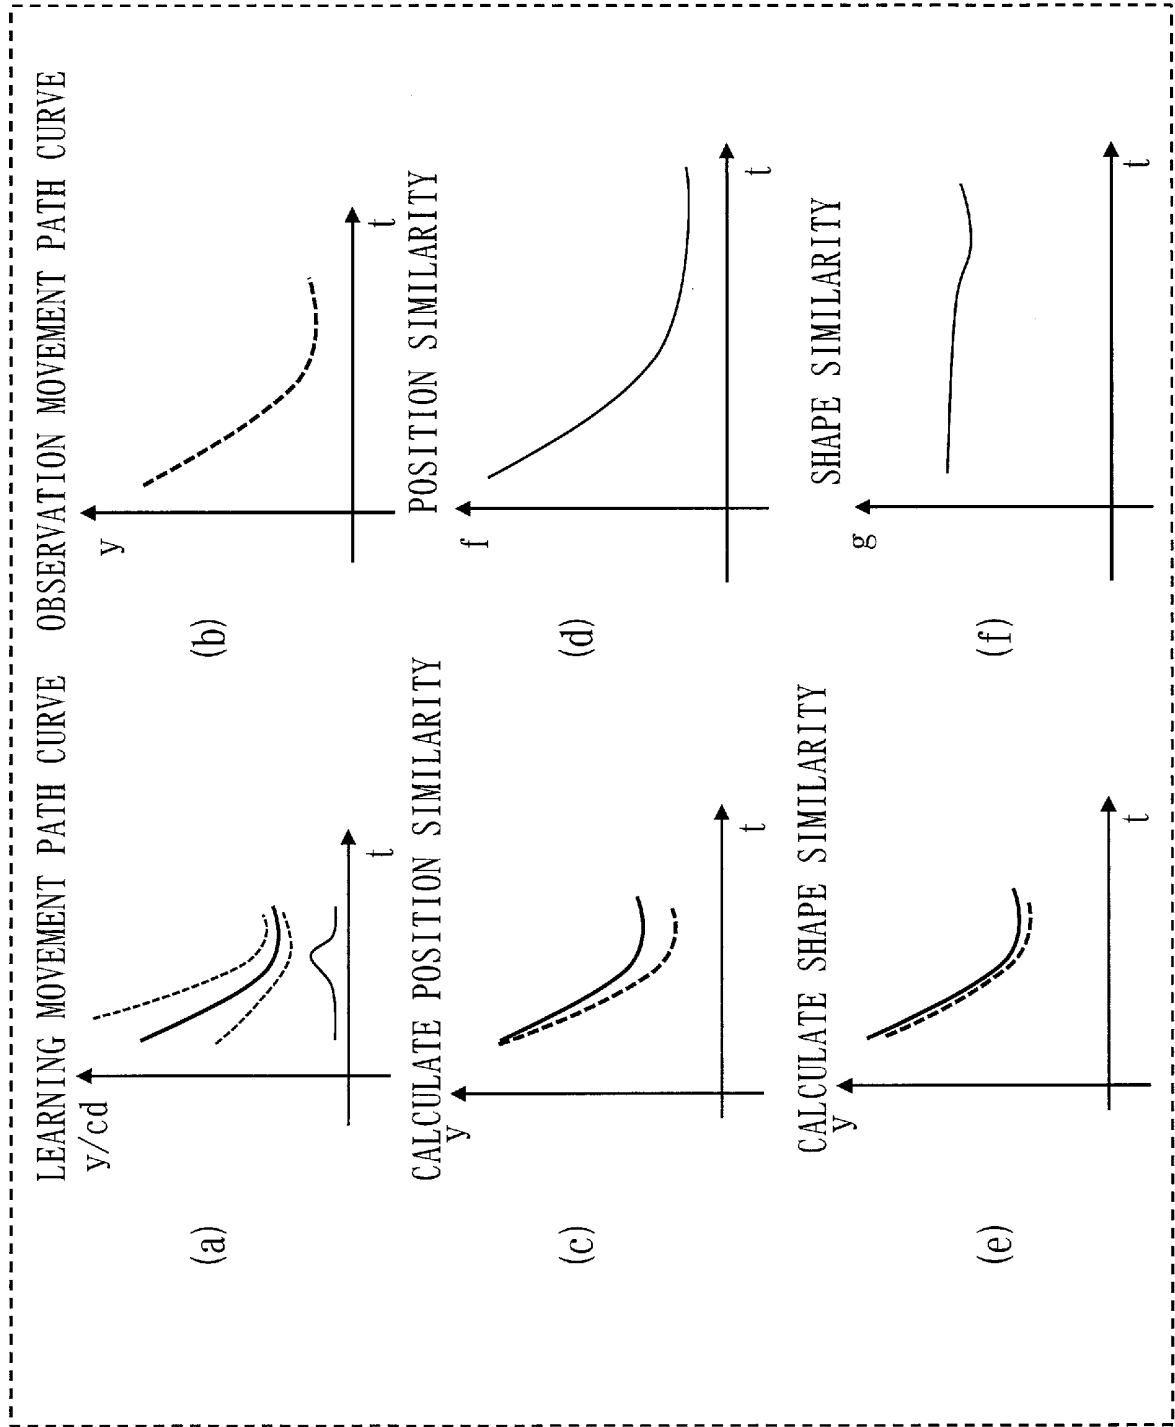 LEARNING MOVEMENT PATH CURVE
y/cd
(a)
t
OBSERVATION MOVEMENT PATH CURVE
y
(b)
t
CALCULATE POSITION SIMILARITY
y
(c)
t
POSITION SIMILARITY
f
(d)
t
CALCULATE SHAPE SIMILARITY
y
(e)
t
SHAPE SIMILARITY
g
(f)
t